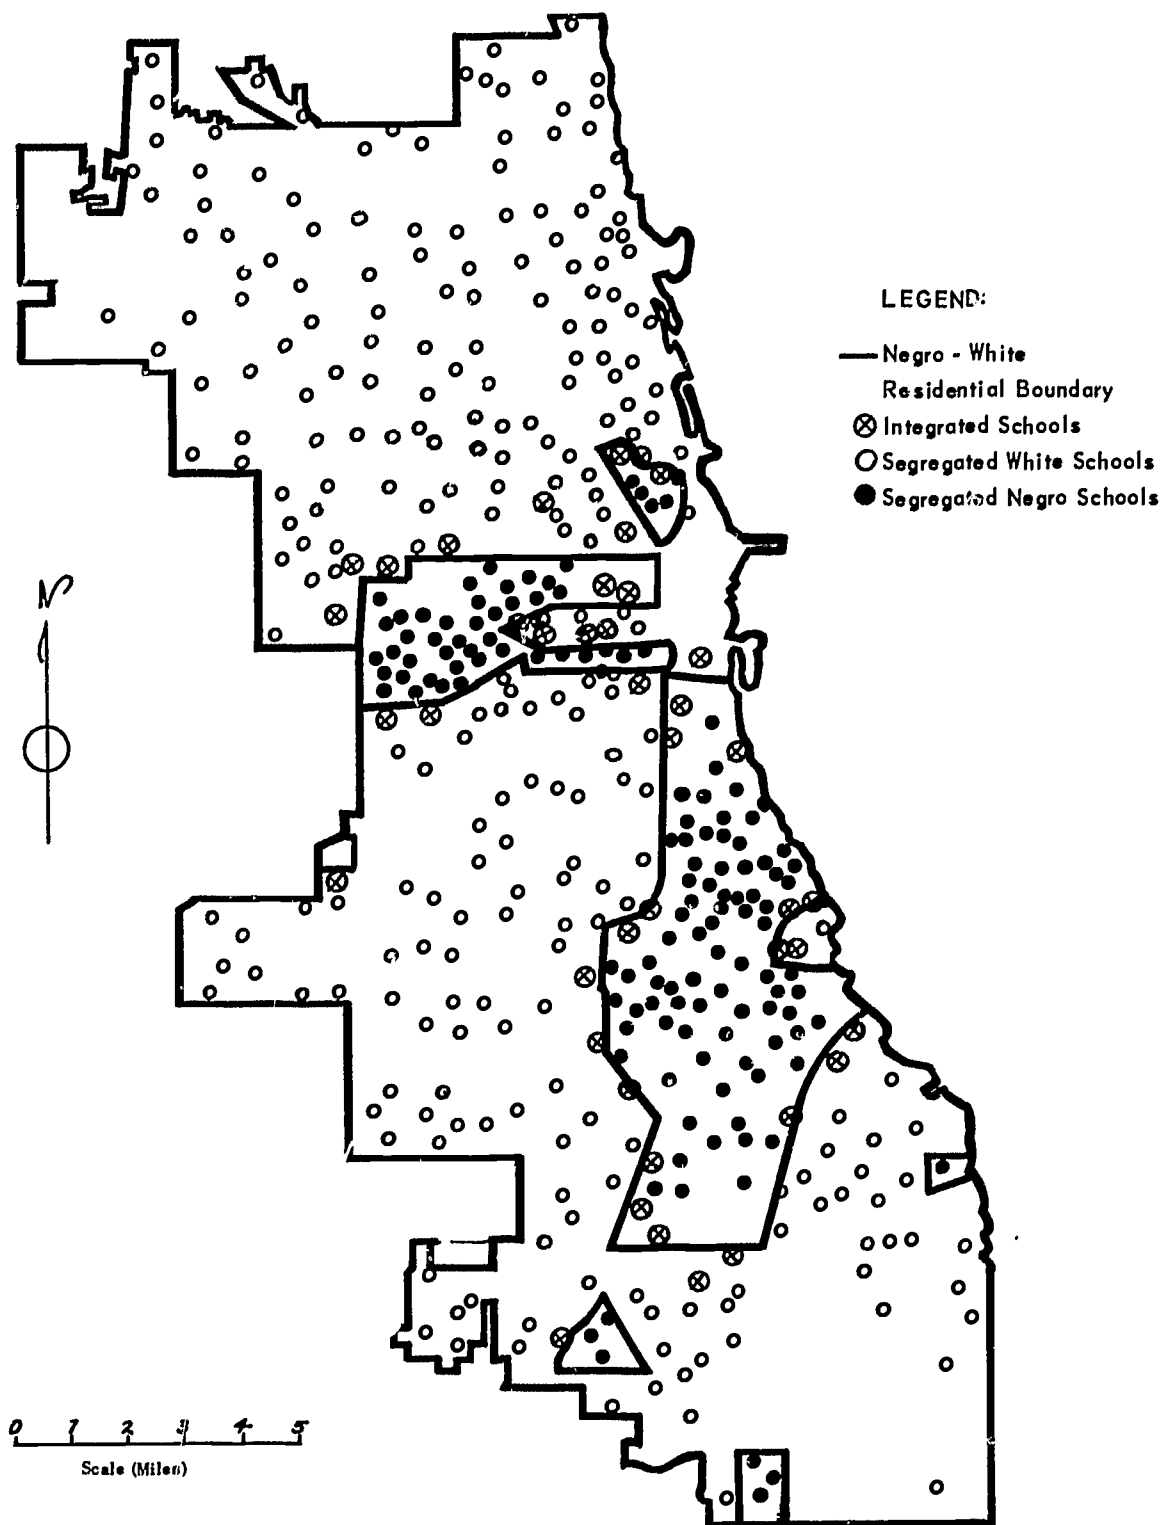 LEGEND:
Negro - White
Residential Boundary
Integrated Schools
Segregated White Schools
Segregated Negro Schools
N
0 1 2 3 4 5
Scale (Miles)